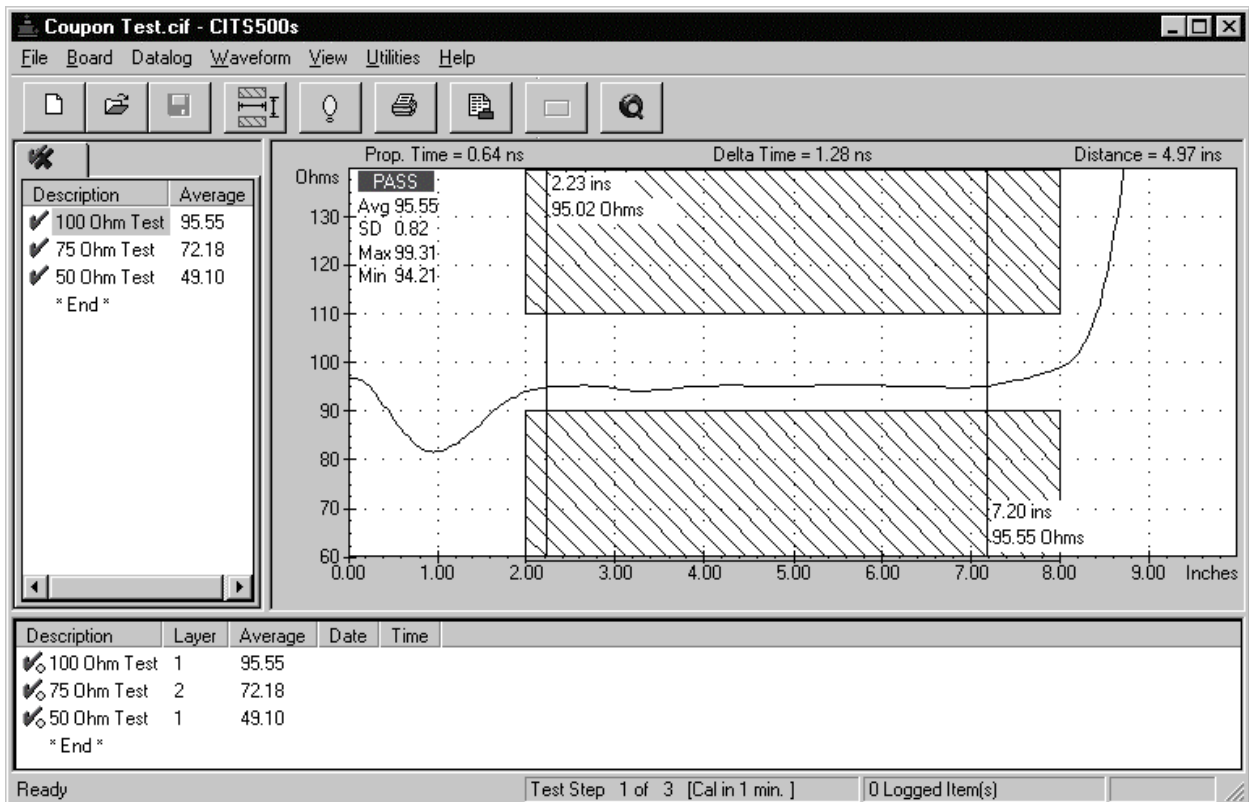 Coupon Test.cif - CITS500s
File Board Datalog Waveform View Utilities Help
Description Average
100 Ohm Test 95.55
75 Ohm Test 72.18
50 Ohm Test 49.10
* End *
Prop. Time = 0.64 ns Delta Time = 1.28 ns Distance = 4.97 ins
Ohms
PASS
Avg 95.55
SD 0.82
Max 99.31
Min 94.21
2.23 ins
95.02 Ohms
130
120
110
100
90
80
70
60
7.20 ins
95.55 Ohms
0.00 1.00 2.00 3.00 4.00 5.00 6.00 7.00 8.00 9.00 Inches
Description Layer Average Date Time
100 Ohm Test 1 95.55
75 Ohm Test 2 72.18
50 Ohm Test 1 49.10
* End *
Ready Test Step 1 of 3 [Cal in 1 min. ] 0 Logged Item(s)